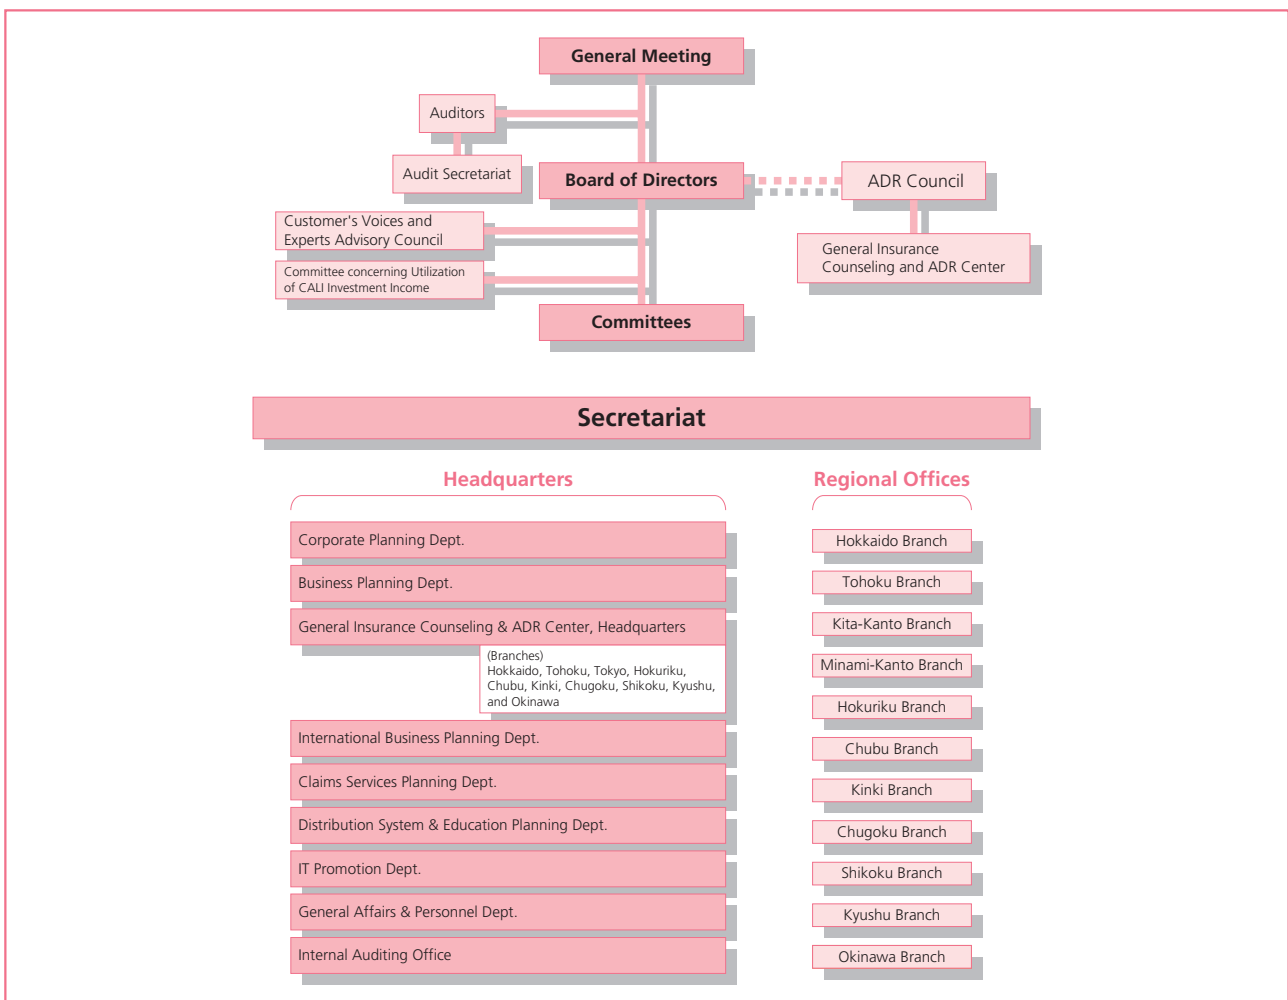 General Meeting
Auditors
Audit Secretariat
Board of Directors
ADR Council
Customer's Voices and
Experts Advisory Council
General Insurance
Counseling and ADR Center
Committee concerning Utilization
of CALI Investment Income
Committees
Secretariat
Headquarters
Corporate Planning Dept.
Business Planning Dept.
General Insurance Counseling & ADR Center, Headquarters
(Branches)
Hokkaido, Tohoku, Tokyo, Hokuriku,
Chubu, Kinki, Chugoku, Shikoku, Kyushu,
and Okinawa
International Business Planning Dept.
Claims Services Planning Dept.
Distribution System & Education Planning Dept.
IT Promotion Dept.
General Affairs & Personnel Dept.
Internal Auditing Office
Regional Offices
Hokkaido Branch
Tohoku Branch
Kita-Kanto Branch
Minami-Kanto Branch
Hokuriku Branch
Chubu Branch
Kinki Branch
Chugoku Branch
Shikoku Branch
Kyushu Branch
Okinawa Branch